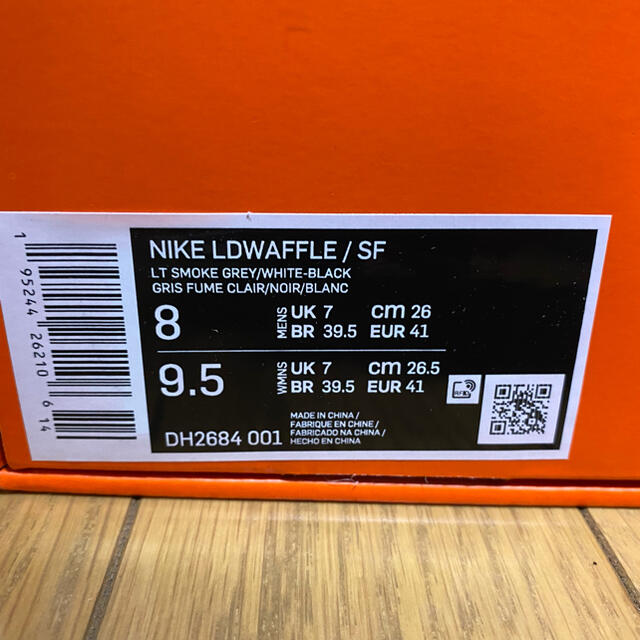 NIKE LDWAFFLE / SF
LT SMOKE GREY/WHITE-BLACK
GRIS FUME CLAIR/NOIR/BLANC
8 MENS UK 7 cm 26
BR 39.5 EUR 41
9.5 WMNS UK 7 cm 26.5
BR 39.5 EUR 41
RFID
MADE IN CHINA /
FABRIQUE EN CHINE /
FABRICADO NA CHINA /
HECHO EN CHINA
DH2684 001
1 95244 26210 6 14